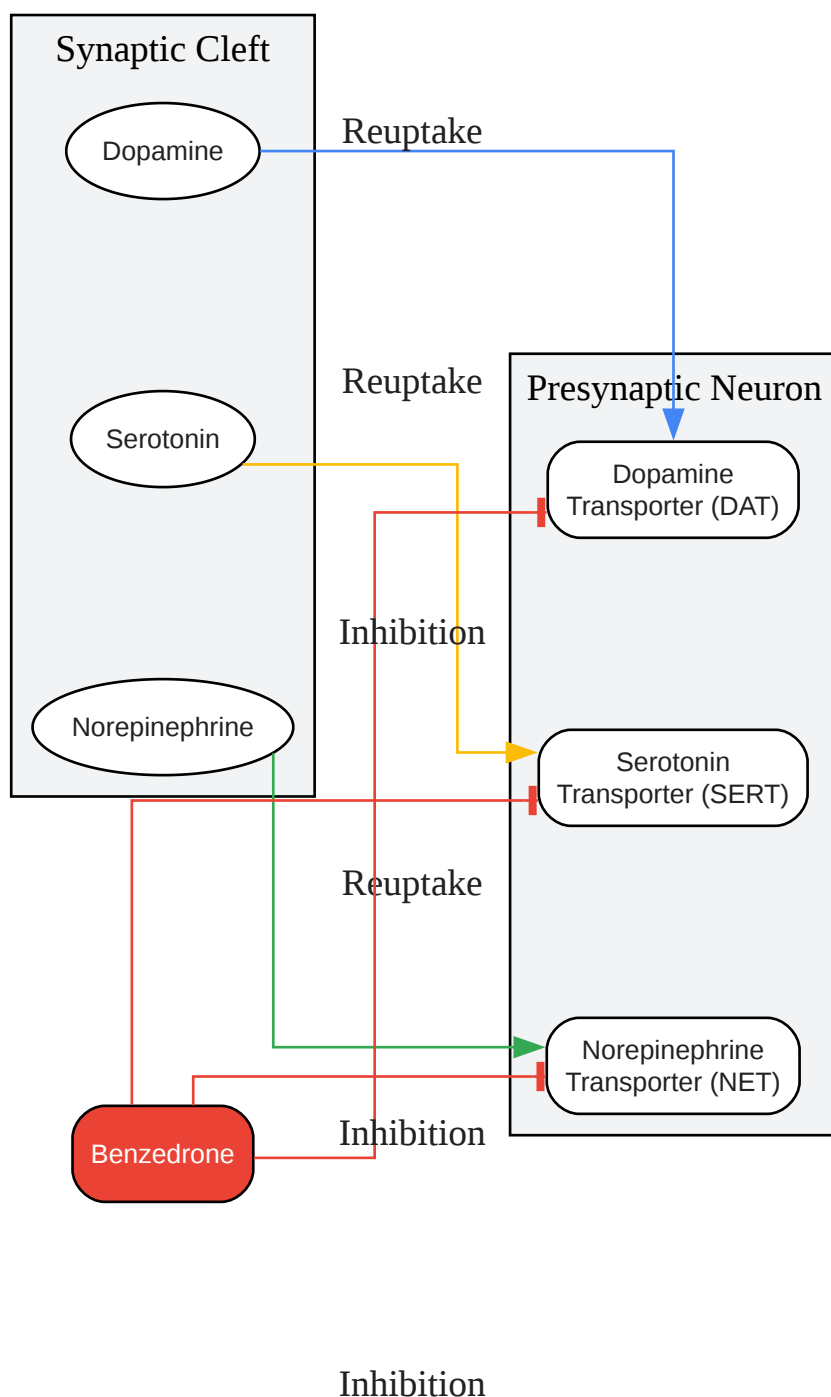 Synaptic Cleft
Dopamine
Reuptake
Reuptake
Presynaptic Neuron
Serotonin
Dopamine
Transporter (DAT)
Inhibition
Norepinephrine
Serotonin
Transporter (SERT)
Reuptake
Norepinephrine
Transporter (NET)
Inhibition
Benzedrone
Inhibition